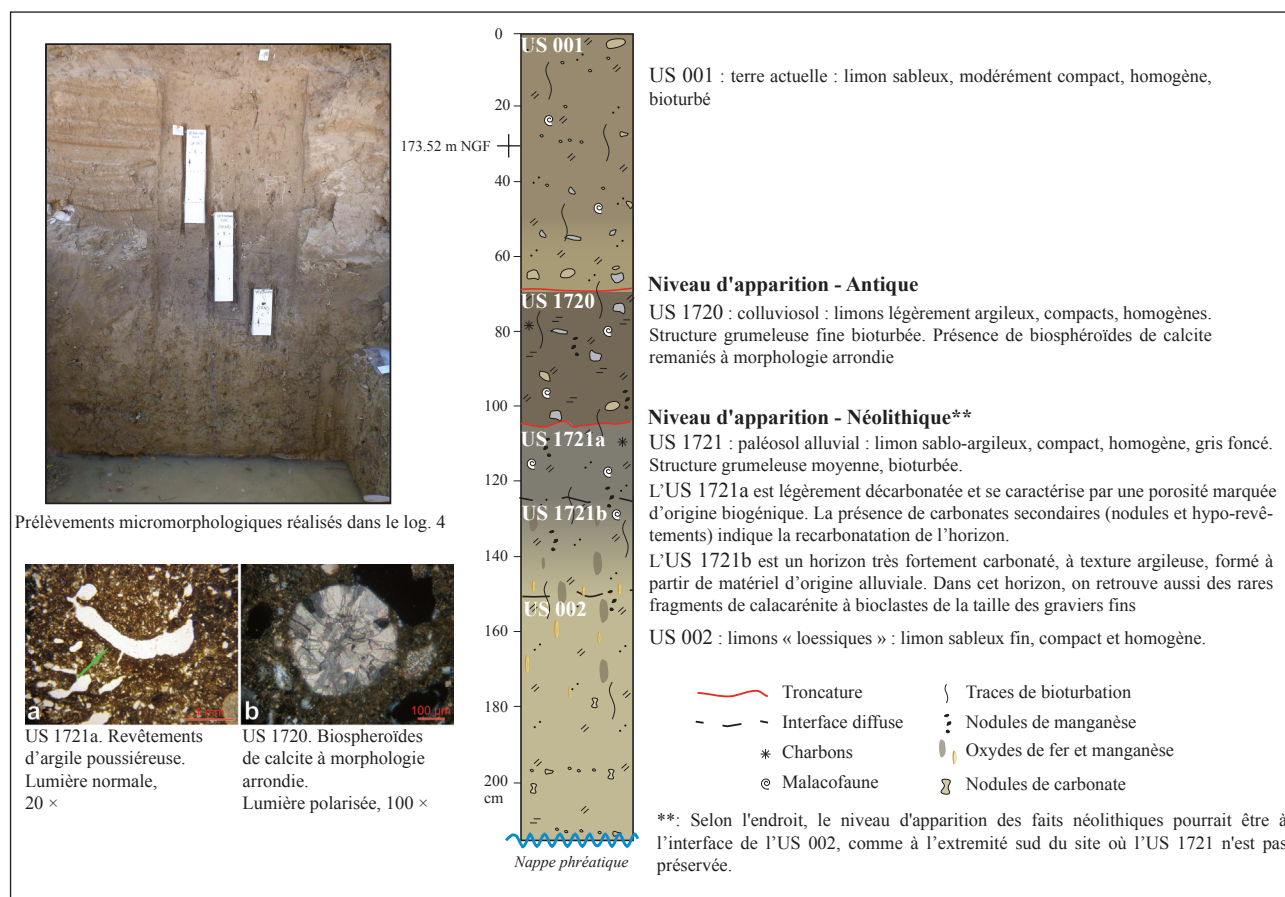 0
20
173.52 m NGF
40
60
80
100
120
140
160
180
200
cm
US 001
US 1720
US 1721a
US 1721b
US 002
Nappe phréatique
Prélèvements micromorphologiques réalisés dans le log. 4
a
1 mm
b
100 µm
US 1721a. Revêtements
d'argile poussiéreuse.
Lumière normale,
20 ×
US 1720. Biospheroïdes
de calcite à morphologie
arrondie.
Lumière polarisée, 100 ×
US 001 : terre actuelle : limon sableux, modérément compact, homogène,
bioturbé
Niveau d'apparition - Antique
US 1720 : colluviosol : limons légèrement argileux, compacts, homogènes.
Structure grumeleuse fine bioturbée. Présence de biosphéroïdes de calcite
remaniés à morphologie arrondie
Niveau d'apparition - Néolithique**
US 1721 : paléosol alluvial : limon sablo-argileux, compact, homogène, gris foncé.
Structure grumeleuse moyenne, bioturbée.
L'US 1721a est légèrement décarbonatée et se caractérise par une porosité marquée
d'origine biogénique. La présence de carbonates secondaires (nodules et hypo-revê-
tements) indique la recarbonatation de l'horizon.
L'US 1721b est un horizon très fortement carbonaté, à texture argileuse, formé à
partir de matériel d'origine alluviale. Dans cet horizon, on retrouve aussi des rares
fragments de calacarénite à bioclastes de la taille des graviers fins
US 002 : limons « loessiques » : limon sableux fin, compact et homogène.
Troncature
Interface diffuse
Charbons
Malacofaune
Traces de bioturbation
Nodules de manganèse
Oxydes de fer et manganèse
Nodules de carbonate
**: Selon l'endroit, le niveau d'apparition des faits néolithiques pourrait être à
l'interface de l'US 002, comme à l'extremité sud du site où l'US 1721 n'est pas
préservée.